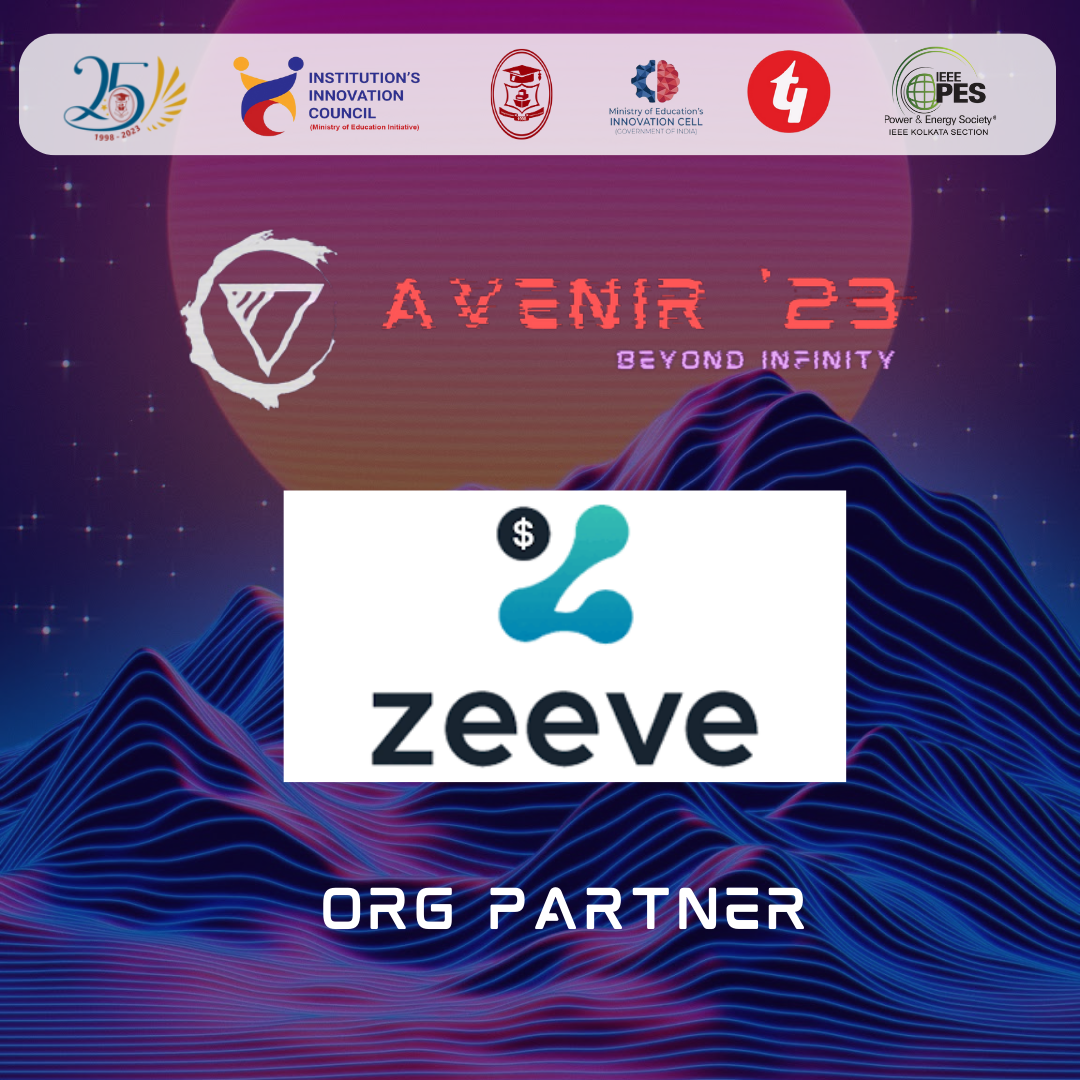 25
1998 - 2023
INSTITUTION'S
INNOVATION
COUNCIL
(Ministry of Education Initiative)
Ministry of Education's
INNOVATION CELL
(GOVERNMENT OF INDIA)
IEEE
PES
Power & Energy Society®
IEEE KOLKATA SECTION
AVENIR '23
BEYOND INFINITY
$
zeeve
ORG PARTNER